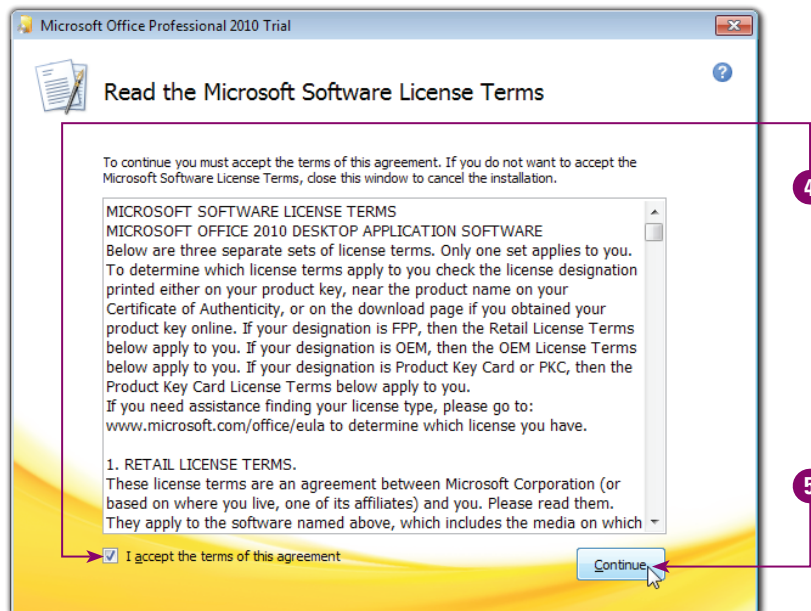 Microsoft Office Professional 2010 Trial
Read the Microsoft Software License Terms
To continue you must accept the terms of this agreement. If you do not want to accept the
Microsoft Software License Terms, close this window to cancel the installation.
MICROSOFT SOFTWARE LICENSE TERMS
MICROSOFT OFFICE 2010 DESKTOP APPLICATION SOFTWARE
Below are three separate sets of license terms. Only one set applies to you.
To determine which license terms apply to you check the license designation
printed either on your product key, near the product name on your
Certificate of Authenticity, or on the download page if you obtained your
product key online. If your designation is FPP, then the Retail License Terms
below apply to you. If your designation is OEM, then the OEM License Terms
below apply to you. If your designation is Product Key Card or PKC, then the
Product Key Card License Terms below apply to you.
If you need assistance finding your license type, please go to:
www.microsoft.com/office/eula to determine which license you have.
1. RETAIL LICENSE TERMS.
These license terms are an agreement between Microsoft Corporation (or
based on where you live, one of its affiliates) and you. Please read them.
They apply to the software named above, which includes the media on which
I accept the terms of this agreement
Continue
4
5